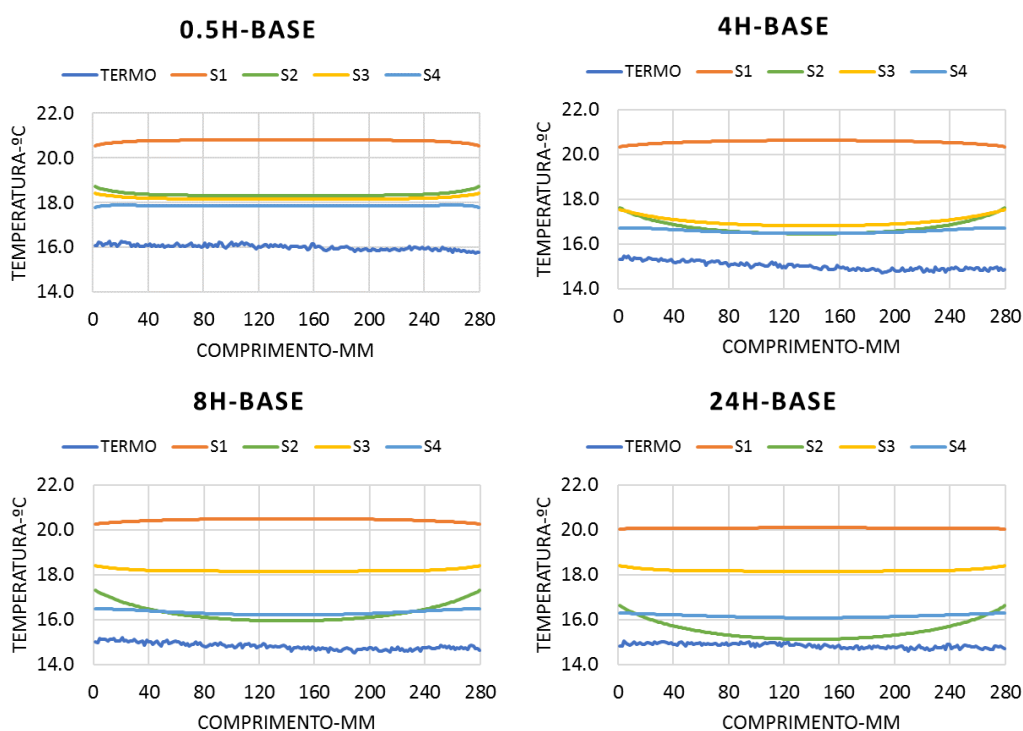 0.5H-BASE
TERMO S1 S2 S3 S4
TEMPERATURA-ºC
22.0
20.0
18.0
16.0
14.0
0 40 80 120 160 200 240 280
COMPRIMENTO-MM
4H-BASE
TERMO S1 S2 S3 S4
TEMPERATURA-ºC
22.0
20.0
18.0
16.0
14.0
0 40 80 120 160 200 240 280
COMPRIMENTO-MM
8H-BASE
TERMO S1 S2 S3 S4
TEMPERATURA-ºC
22.0
20.0
18.0
16.0
14.0
0 40 80 120 160 200 240 280
COMPRIMENTO-MM
24H-BASE
TERMO S1 S2 S3 S4
TEMPERATURA-ºC
22.0
20.0
18.0
16.0
14.0
0 40 80 120 160 200 240 280
COMPRIMENTO-MM